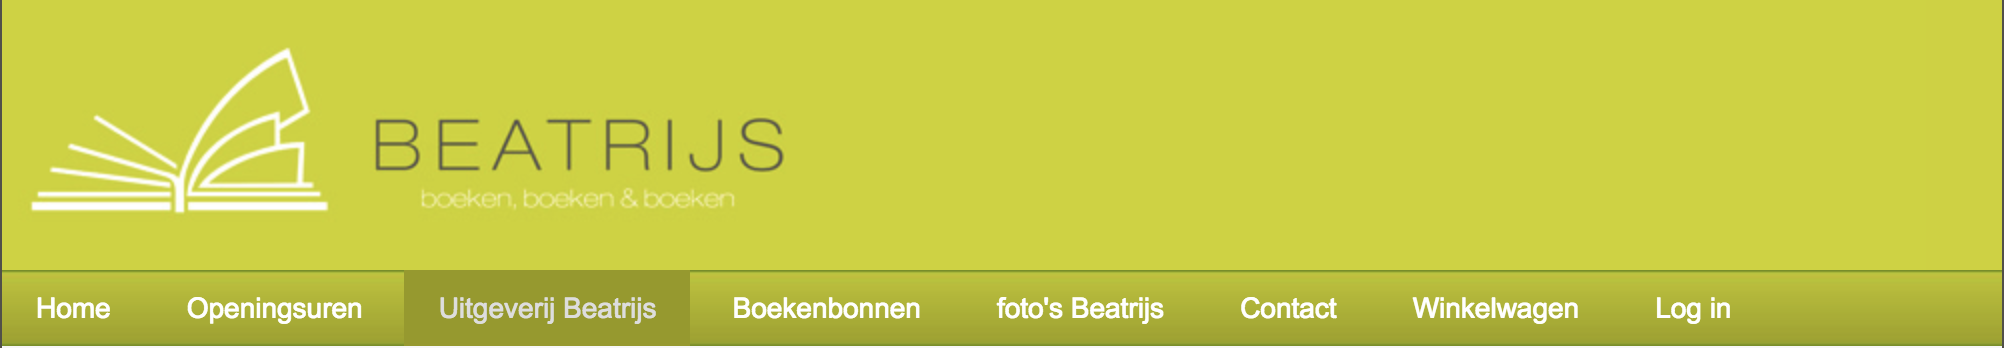 BEATRIJS
boeken, boeken & boeken
Home Openingsuren Uitgeverij Beatrijs Boekenbonnen foto's Beatrijs Contact Winkelwagen Log in